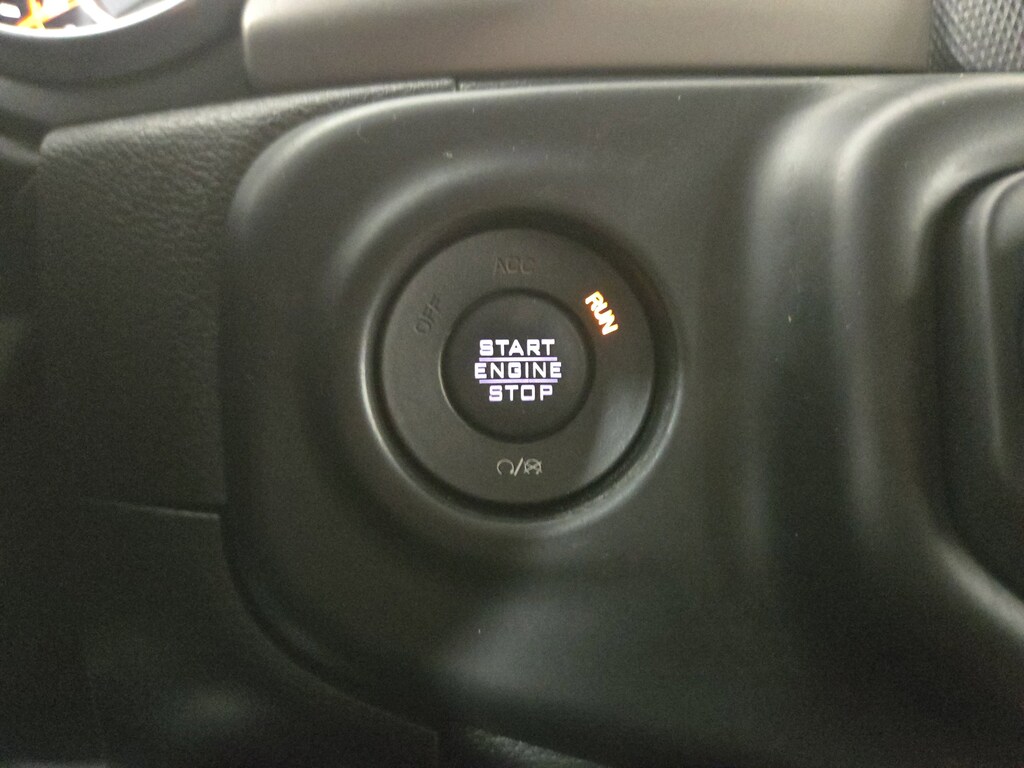 ACC
OFF
RUN
START
ENGINE
STOP